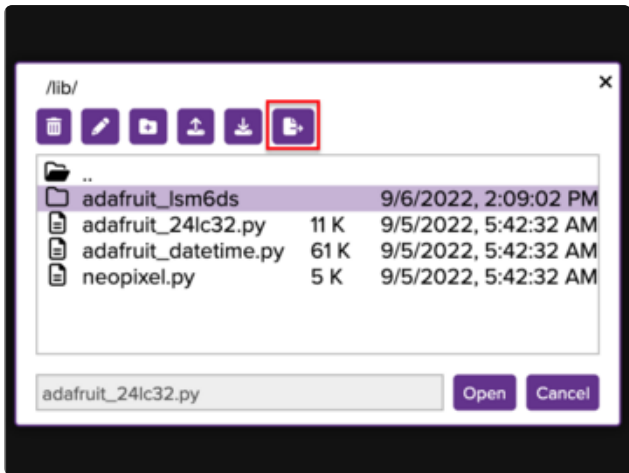 /lib/
×
..
adafruit_lsm6ds 9/6/2022, 2:09:02 PM
adafruit_24lc32.py 11 K 9/5/2022, 5:42:32 AM
adafruit_datetime.py 61 K 9/5/2022, 5:42:32 AM
neopixel.py 5 K 9/5/2022, 5:42:32 AM
adafruit_24lc32.py Open Cancel